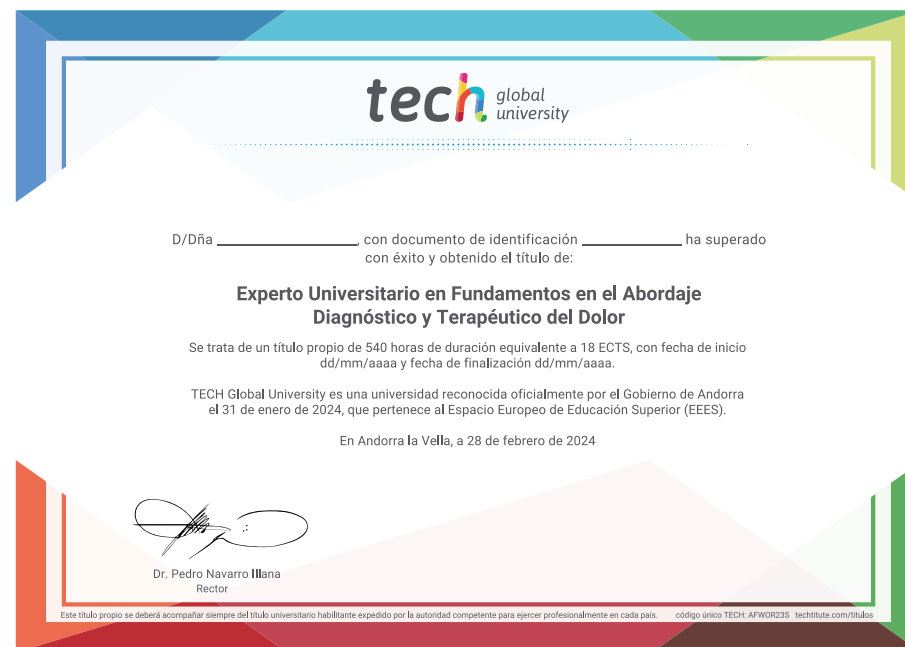 tech global university
D/Dña ____________________, con documento de identificación ______________ ha superado
con éxito y obtenido el título de:
Experto Universitario en Fundamentos en el Abordaje
Diagnóstico y Terapéutico del Dolor
Se trata de un título propio de 540 horas de duración equivalente a 18 ECTS, con fecha de inicio
dd/mm/aaaa y fecha de finalización dd/mm/aaaa.
TECH Global University es una universidad reconocida oficialmente por el Gobierno de Andorra
el 31 de enero de 2024, que pertenece al Espacio Europeo de Educación Superior (EEES).
En Andorra la Vella, a 28 de febrero de 2024
Dr. Pedro Navarro Illana
Rector
Este título propio se deberá acompañar siempre del título universitario habilitante expedido por la autoridad competente para ejercer profesionalmente en cada país. código único TECH: AFWOR23S techtitute.com/titulos